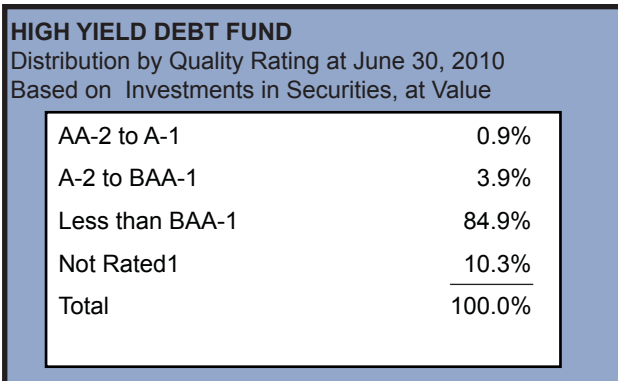 HIGH YIELD DEBT FUND
Distribution by Quality Rating at June 30, 2010
Based on Investments in Securities, at Value
AA-2 to A-1 0.9%
A-2 to BAA-1 3.9%
Less than BAA-1 84.9%
Not Rated1 10.3%
Total 100.0%